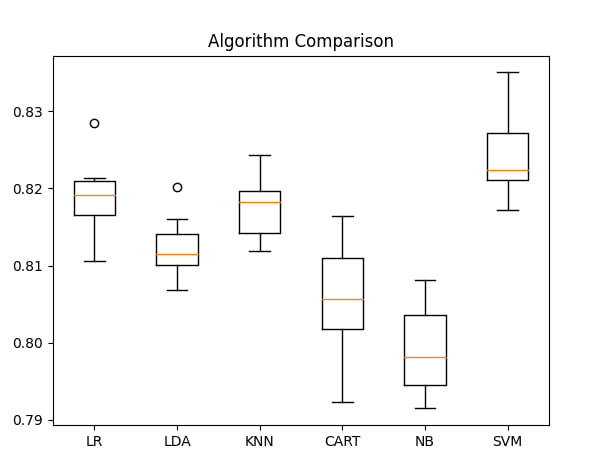 Algorithm Comparison
0.83
0.82
0.81
0.80
0.79
LR LDA KNN CART NB SVM